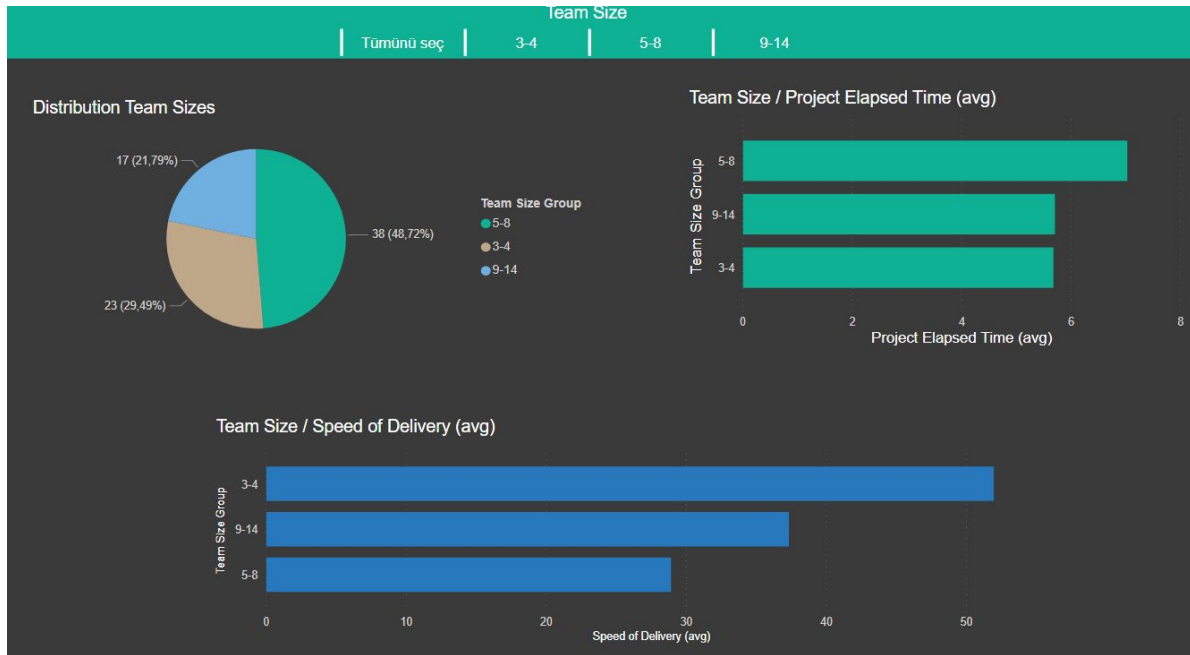 Team Size
Tümünü seç 3-4 5-8 9-14
Distribution Team Sizes
17 (21,79%)
38 (48,72%)
23 (29,49%)
Team Size Group
5-8
3-4
9-14
Team Size / Project Elapsed Time (avg)
Team Size Group
5-8
9-14
3-4
0 2 4 6 8
Project Elapsed Time (avg)
Team Size / Speed of Delivery (avg)
Team Size Group
3-4
9-14
5-8
0 10 20 30 40 50
Speed of Delivery (avg)